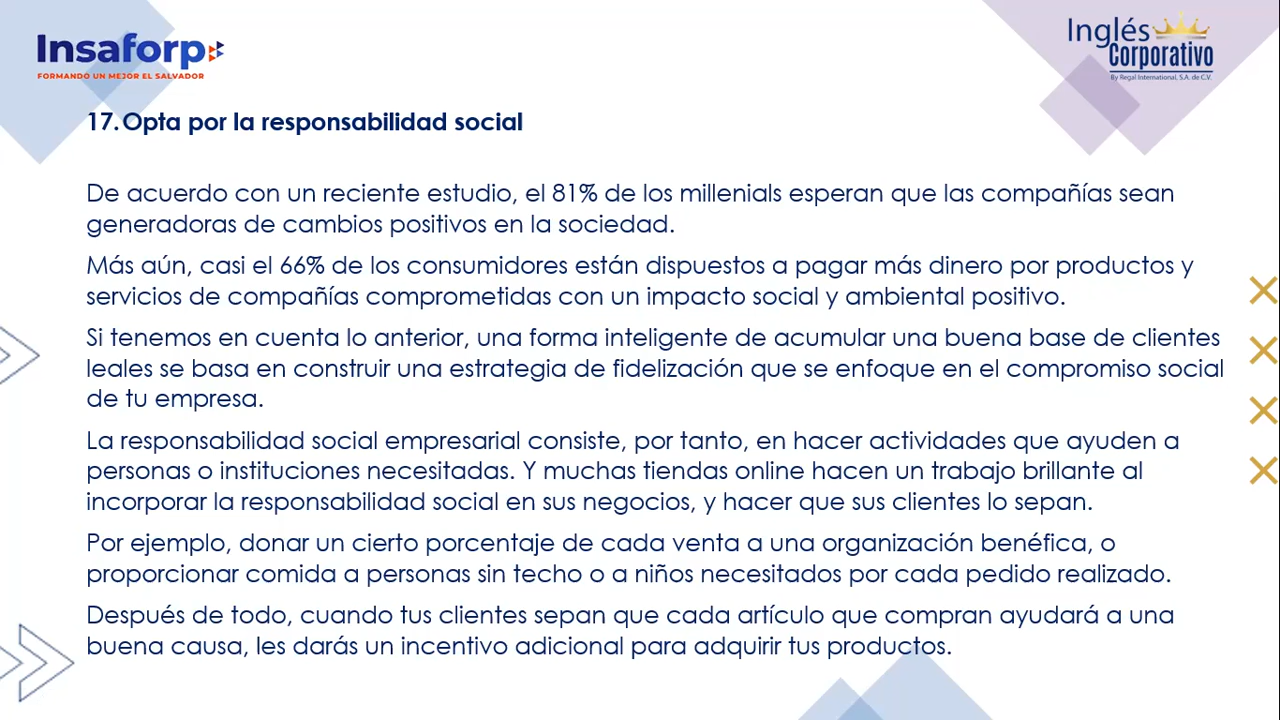 Insaforp
FORMANDO UN MEJOR EL SALVADOR
Inglés
Corporativo
By Regal International, S.A. de C.V.
17. Opta por la responsabilidad social
De acuerdo con un reciente estudio, el 81% de los millenials esperan que las compañías sean
generadoras de cambios positivos en la sociedad.
Más aún, casi el 66% de los consumidores están dispuestos a pagar más dinero por productos y
servicios de compañías comprometidas con un impacto social y ambiental positivo.
Si tenemos en cuenta lo anterior, una forma inteligente de acumular una buena base de clientes
leales se basa en construir una estrategia de fidelización que se enfoque en el compromiso social
de tu empresa.
La responsabilidad social empresarial consiste, por tanto, en hacer actividades que ayuden a
personas o instituciones necesitadas. Y muchas tiendas online hacen un trabajo brillante al
incorporar la responsabilidad social en sus negocios, y hacer que sus clientes lo sepan.
Por ejemplo, donar un cierto porcentaje de cada venta a una organización benéfica, o
proporcionar comida a personas sin techo o a niños necesitados por cada pedido realizado.
Después de todo, cuando tus clientes sepan que cada artículo que compran ayudará a una
buena causa, les darás un incentivo adicional para adquirir tus productos.